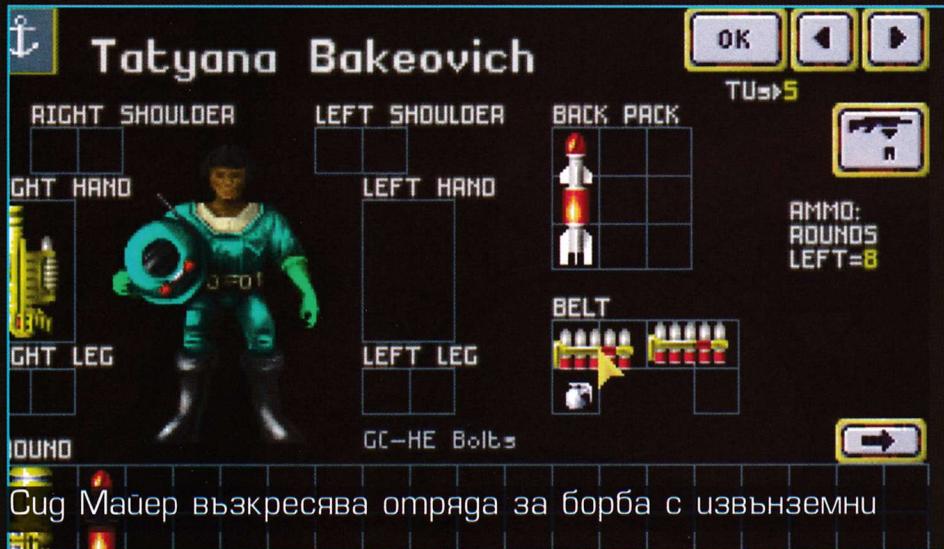 Tatyana Bakeovich
OK
TUs>5
RIGHT SHOULDER
LEFT SHOULDER
BACK PACK
GHT HAND
LEFT HAND
AMMO:
ROUNDS
LEFT=8
BELT
GHT LEG
LEFT LEG
GC-HE Bolts
OUND
Сид Майер възкресява отряда за борба с извънземни